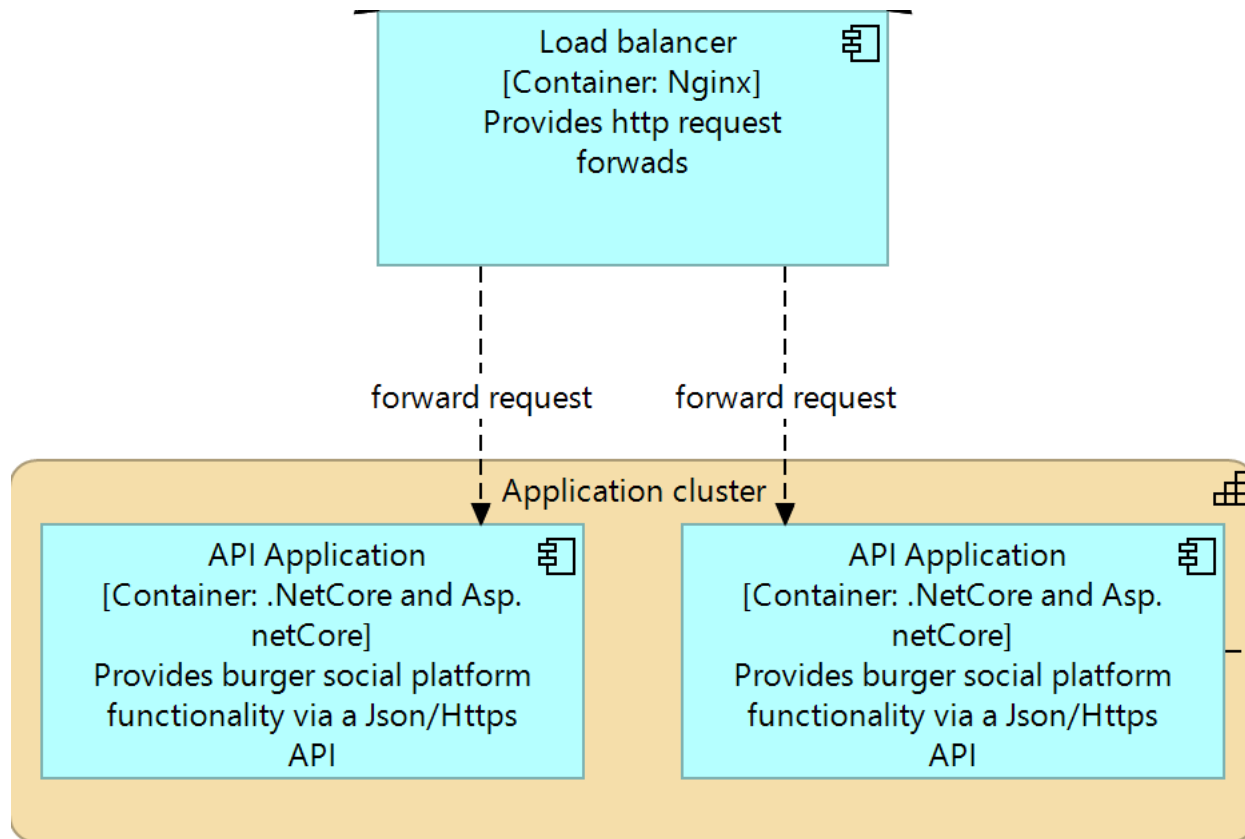 Load balancer
[Container: Nginx]
Provides http request
forwads
forward request
forward request
Application cluster
API Application
[Container: .NetCore and Asp.
netCore]
Provides burger social platform
functionality via a Json/Https
API
API Application
[Container: .NetCore and Asp.
netCore]
Provides burger social platform
functionality via a Json/Https
API